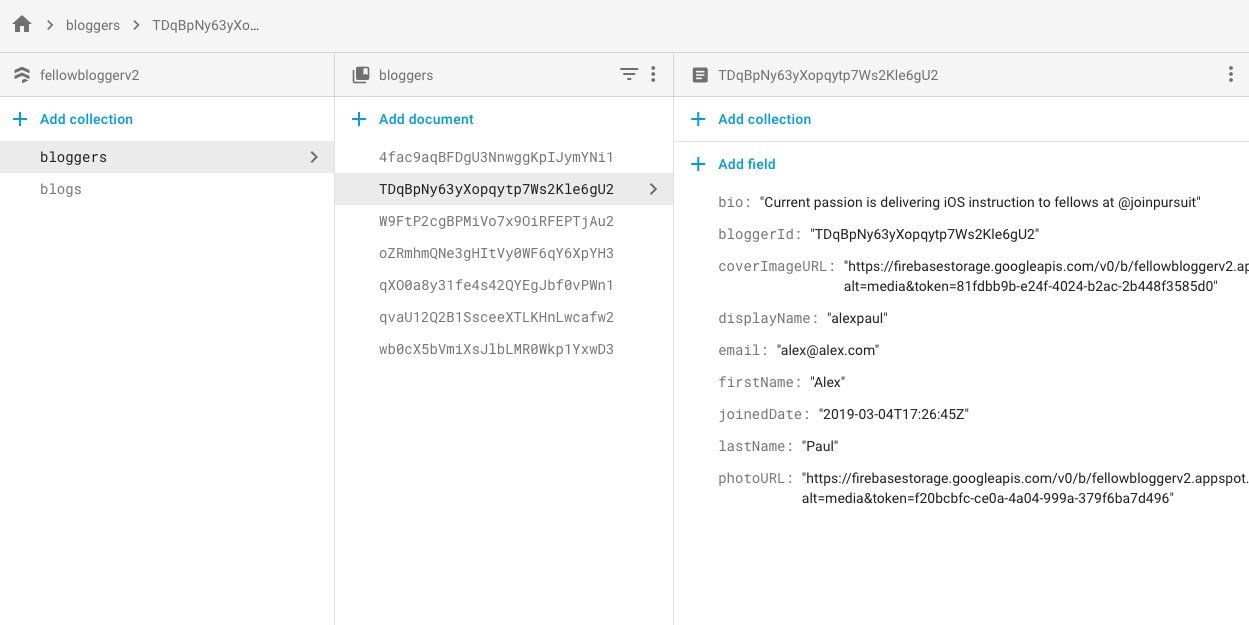 bloggers
TDqBpNy63yXo...
fellowbloggerv2
Add collection
bloggers
blogs
bloggers
Add document
4fac9aqBFDgU3NnwggKpIJymYNi1
TDqBpNy63yXopqytp7Ws2Kle6gU2
W9FtP2cgBPMiVo7x9OiRFEPTjAu2
oZRmhmQNe3gHItVy0WF6qY6XpYH3
qXO0a8y31fe4s42QYEgJbf0vPWn1
qvaU12Q2B1SsceeXTLKHnLwcafw2
wb0cX5bVmiXsJlbLMR0Wkp1YxwD3
TDqBpNy63yXopqytp7Ws2Kle6gU2
Add collection
Add field
bio: "Current passion is delivering iOS instruction to fellows at @joinpursuit"
bloggerId: "TDqBpNy63yXopqytp7Ws2Kle6gU2"
coverImageURL: "https://firebasestorage.googleapis.com/v0/b/fellowbloggerv2.ap
alt=media&token=81fdbb9b-e24f-4024-b2ac-2b448f3585d0"
displayName: "alexpaul"
email: "alex@alex.com"
firstName: "Alex"
joinedDate: "2019-03-04T17:26:45Z"
lastName: "Paul"
photoURL: "https://firebasestorage.googleapis.com/v0/b/fellowbloggerv2.appspot.
alt=media&token=f20bcbfc-ce0a-4a04-999a-379f6ba7d496"